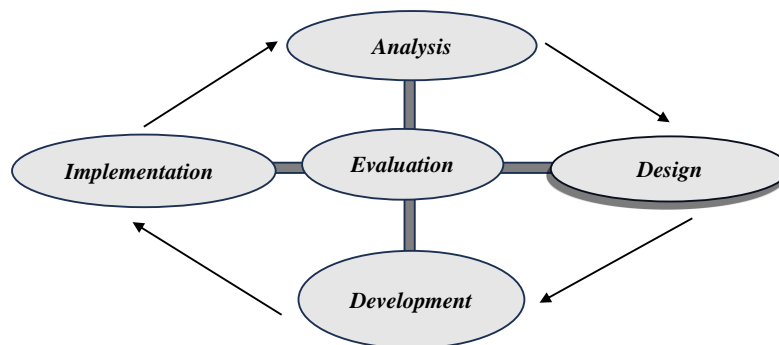 Analysis
Implementation
Evaluation
Design
Development